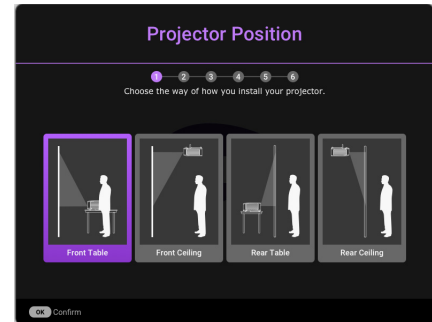 Projector Position
1 2 3 4 5 6
Choose the way of how you install your projector.
Front Table
Front Ceiling
Rear Table
Rear Ceiling
OK Confirm